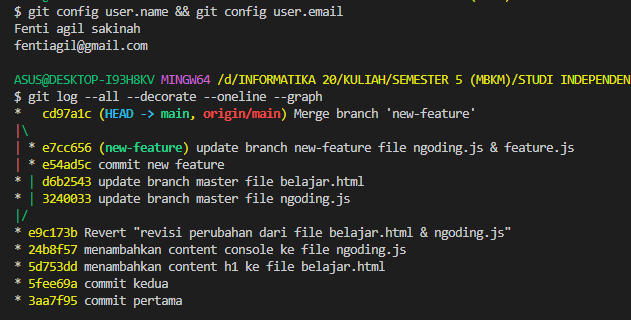 $ git config user.name && git config user.email
Fenti agil sakinah
fentiagil@gmail.com
ASUS@DESKTOP-I93H8KV MINGW64 /d/INFORMATIKA 20/KULIAH/SEMESTER 5 (MBKM)/STUDI INDEPENDEN
$ git log --all --decorate --oneline --graph
*   cd97a1c (HEAD -> main, origin/main) Merge branch 'new-feature'
|\
| * e7cc656 (new-feature) update branch new-feature file ngoding.js & feature.js
| * e54ad5c commit new feature
* | d6b2543 update branch master file belajar.html
* | 3240033 update branch master file ngoding.js
|/
* e9c173b Revert "revisi perubahan dari file belajar.html & ngoding.js"
* 24b8f57 menambahkan content console ke file ngoding.js
* 5d753dd menambahkan content h1 ke file belajar.html
* 5fee69a commit kedua
* 3aa7f95 commit pertama